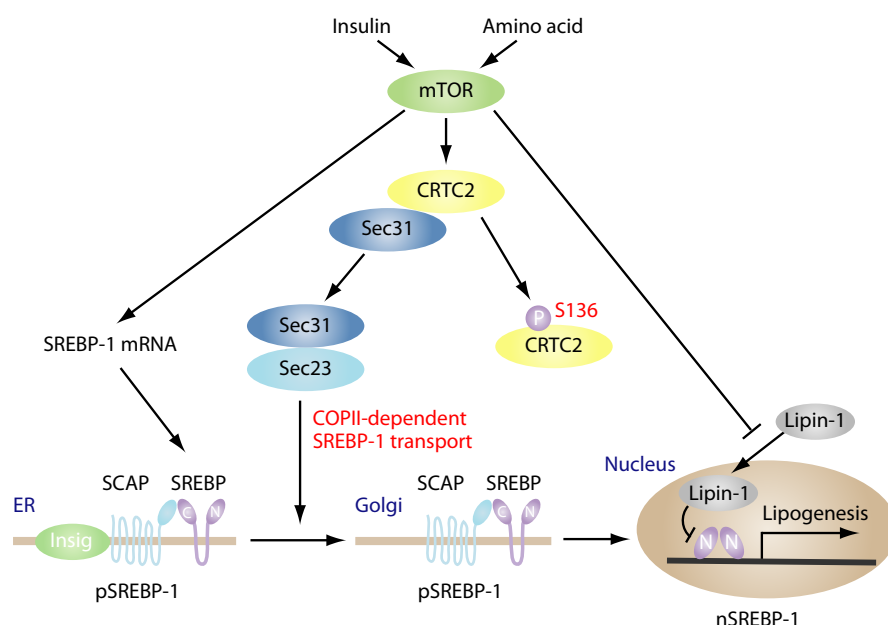 Insulin
Amino acid
mTOR
CRTC2
Sec31
P S136
CRTC2
Sec31
Sec23
SREBP-1 mRNA
COPII-dependent
SREBP-1 transport
Lipin-1
Nucleus
Lipin-1
Lipogenesis
N N
nSREBP-1
ER
SCAP SREBP
C N
Insig
pSREBP-1
Golgi
SCAP SREBP
C N
pSREBP-1